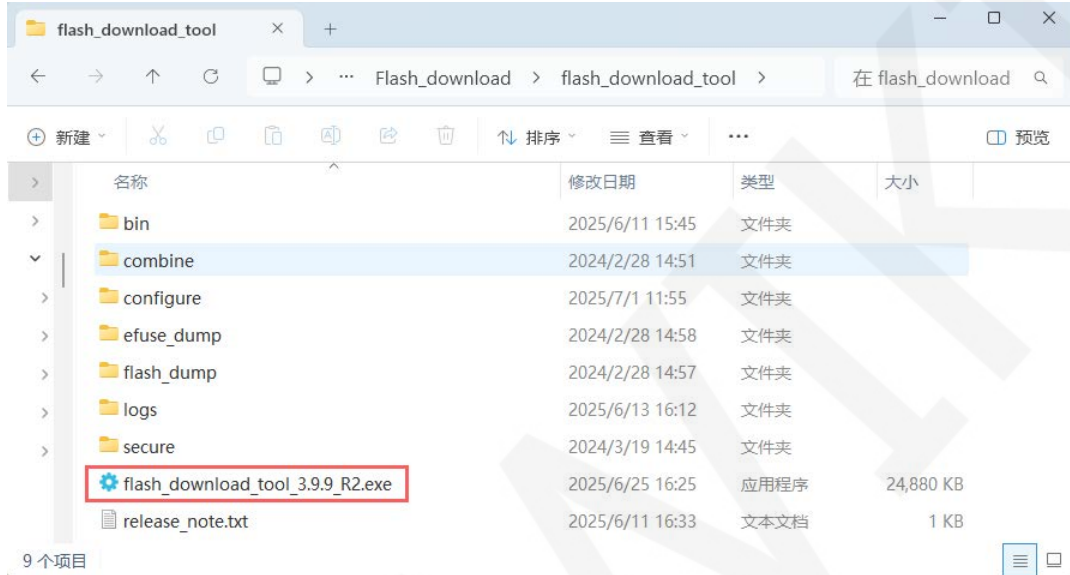 flash_download_tool
Flash_download > flash_download_tool > 在 flash_download
新建 排序 查看 ... 预览
名称 修改日期 类型 大小
bin 2025/6/11 15:45 文件夹
combine 2024/2/28 14:51 文件夹
configure 2025/7/1 11:55 文件夹
efuse_dump 2024/2/28 14:58 文件夹
flash_dump 2024/2/28 14:57 文件夹
logs 2025/6/13 16:12 文件夹
secure 2024/3/19 14:45 文件夹
flash_download_tool_3.9.9_R2.exe 2025/6/25 16:25 应用程序 24,880 KB
release_note.txt 2025/6/11 16:33 文本文档 1 KB
9 个项目